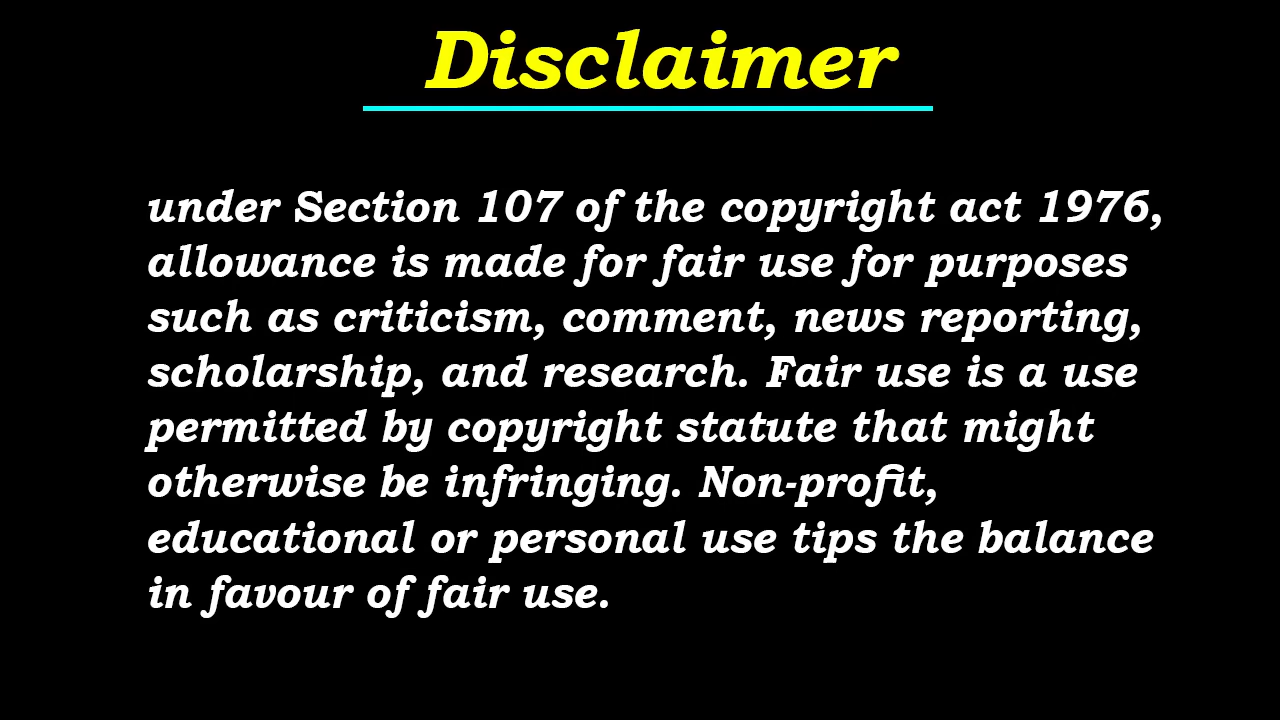 Disclaimer
under Section 107 of the copyright act 1976,
allowance is made for fair use for purposes
such as criticism, comment, news reporting,
scholarship, and research. Fair use is a use
permitted by copyright statute that might
otherwise be infringing. Non-profit,
educational or personal use tips the balance
in favour of fair use.